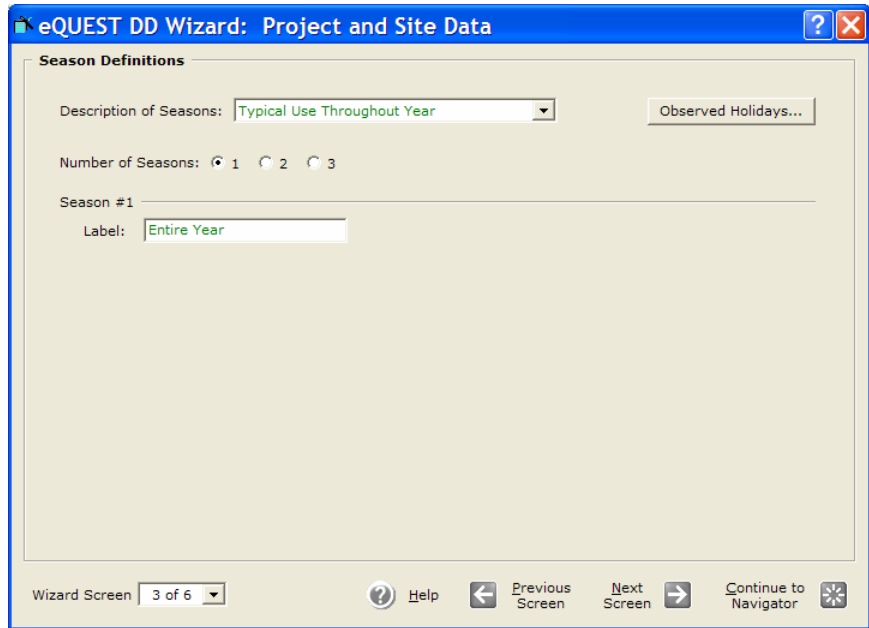 eQUEST DD Wizard: Project and Site Data
?
Season Definitions
Description of Seasons: Typical Use Throughout Year
Observed Holidays...
Number of Seasons: 1 2 3
Season #1
Label: Entire Year
Wizard Screen 3 of 6
? Help
Previous
Screen
Next
Screen
Continue to
Navigator